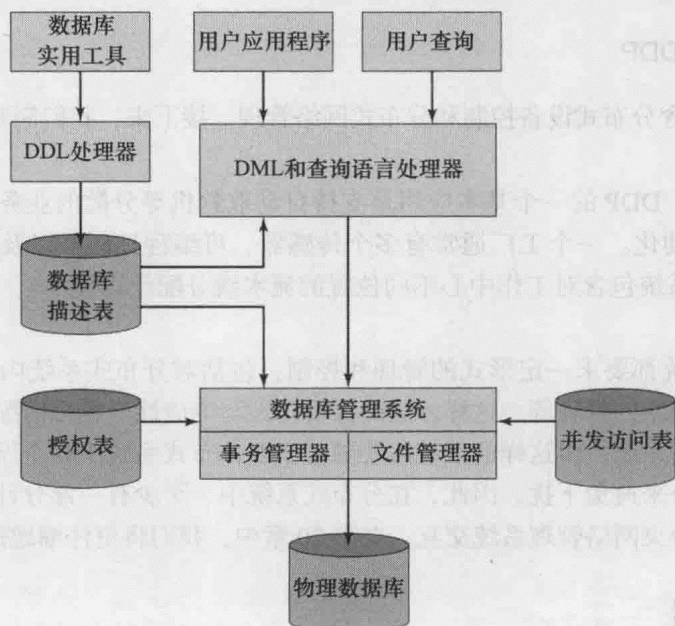 数据库
实用工具
用户应用程序
用户查询
DDL处理器
DML和查询语言处理器
数据库
描述表
数据库管理系统
事务管理器
文件管理器
授权表
并发访问表
物理数据库